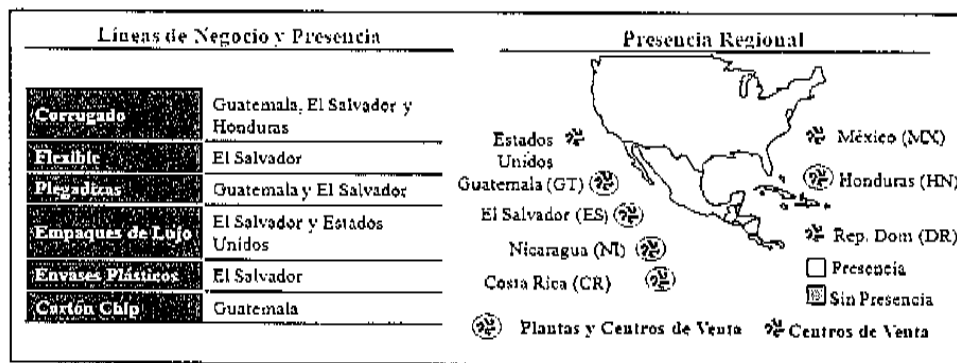 Líneas de Negocio y Presencia
Corrugado
Guatemala, El Salvador y
Honduras
Flexible
El Salvador
Plegadizas
Guatemala y El Salvador
Empaques de Lujo
El Salvador y Estados
Unidos
Envases Plásticos
El Salvador
Cartón Chip
Guatemala
Presencia Regional
Estados
Unidos
México (MX)
Guatemala (GT)
Honduras (HN)
El Salvador (ES)
Nicaragua (NI)
Rep. Dom (DR)
Costa Rica (CR)
Presencia
Sin Presencia
Plantas y Centros de Venta
Centros de Venta